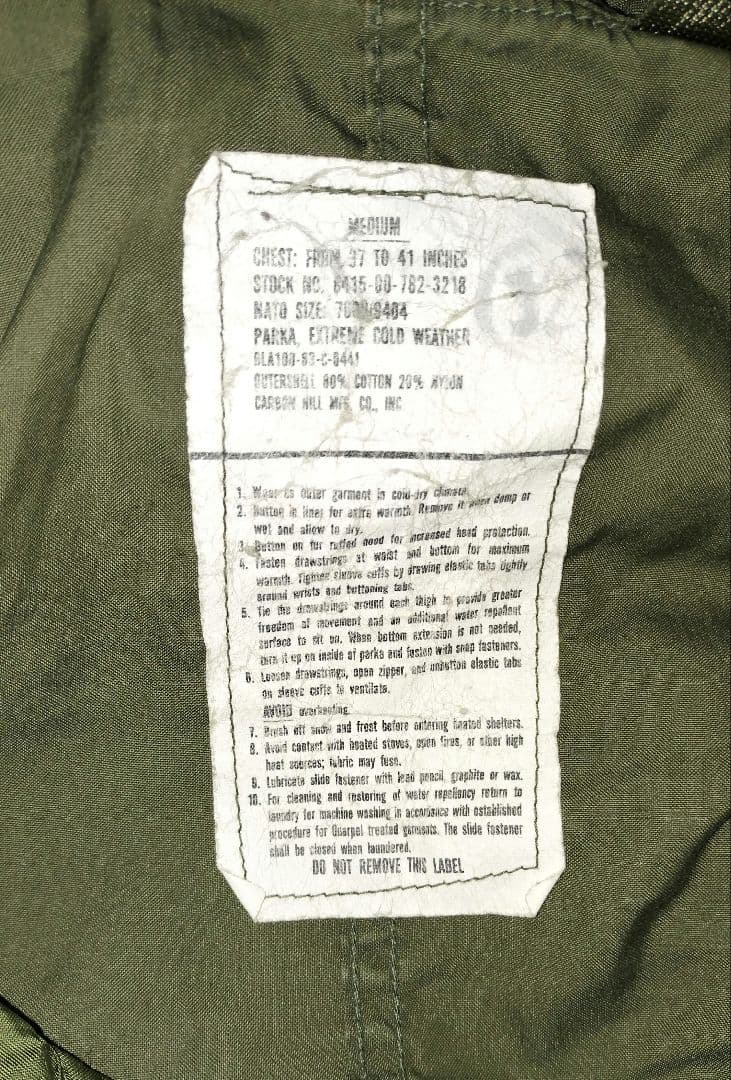 MEDIUM
CHEST: FROM 37 TO 41 INCHES
STOCK NO. 8415-00-782-3218
NATO SIZE:
PARKA, EXTREME COLD WEATHER
DLA100-83-C-0441
OUTERSHELL 80% COTTON 20% NYLON
CARBON HILL MFG. CO., INC.
1. Wear as outer garment in cold-dry climate.
2. Button in liner for extra warmth. Remove it when damp or
wet and allow to dry.
3. Button on fur ruffed hood for increased head protection.
4. Fasten drawstrings at waist and bottom for maximum
warmth. Tighten sleeve cuffs by drawing elastic tabs tightly
around wrists and buttoning tabs.
5. Tie the drawstrings around each thigh to provide greater
freedom of movement and an additional water repellent
surface to sit on. When bottom extension is not needed,
turn it up on inside of parka and fasten with snap fasteners.
6. Loosen drawstrings, open zipper, and unbutton elastic tabs
on sleeve cuffs to ventilate.
AVOID overheating.
7. Brush off snow and frost before entering heated shelters.
8. Avoid contact with heated stoves, open fires, or other high
heat sources; fabric may fuse.
9. Lubricate slide fastener with lead pencil, graphite or wax.
10. For cleaning and restoring of water repellency return to
laundry for machine washing in accordance with established
procedure for Quarpel treated garments. The slide fastener
shall be closed when laundered.
DO NOT REMOVE THIS LABEL